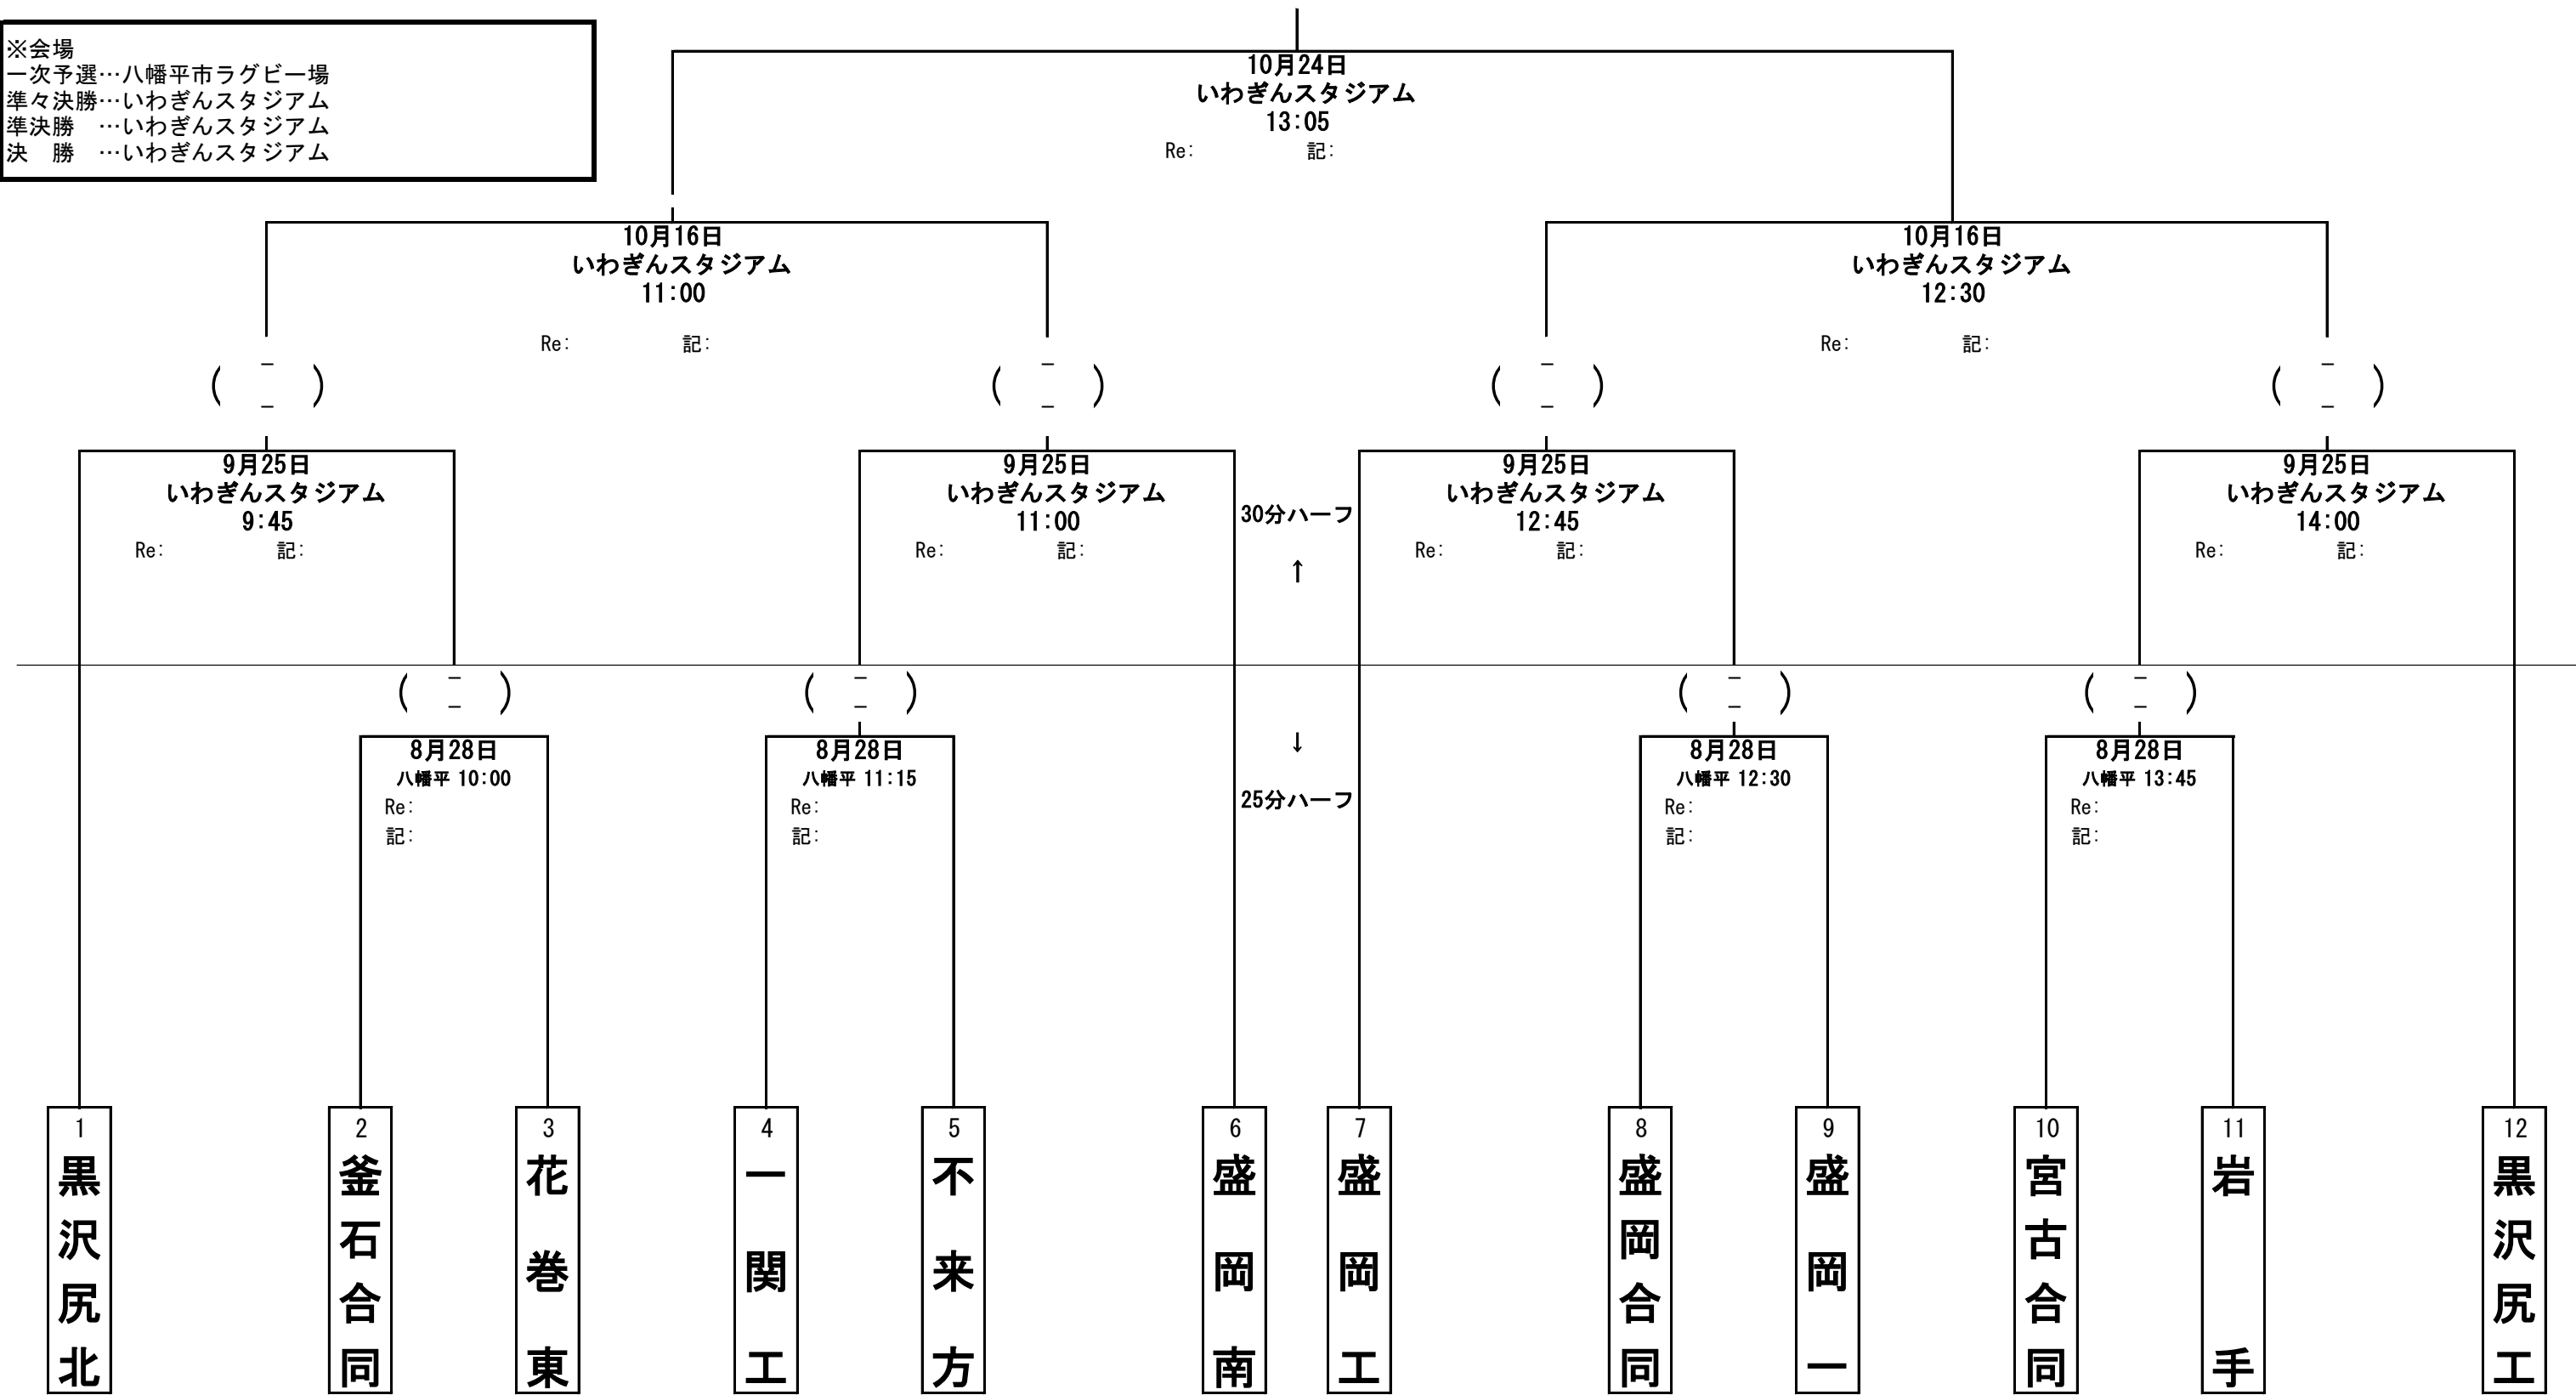 ※会場
一次予選…八幡平市ラグビー場
準々決勝…いわぎんスタジアム
準決勝　…いわぎんスタジアム
決　勝　…いわぎんスタジアム
10月24日
いわぎんスタジアム
13:05
Re:　記:
10月16日
いわぎんスタジアム
11:00
Re:　記:
10月16日
いわぎんスタジアム
12:30
Re:　記:
( － － )
( － － )
( － － )
( － － )
9月25日
いわぎんスタジアム
9:45
Re:　記:
9月25日
いわぎんスタジアム
11:00
Re:　記:
30分ハーフ
↑
9月25日
いわぎんスタジアム
12:45
Re:　記:
9月25日
いわぎんスタジアム
14:00
Re:　記:
( － － )
( － － )
( － － )
( － － )
8月28日
八幡平 10:00
Re:
記:
8月28日
八幡平 11:15
Re:
記:
↓
25分ハーフ
8月28日
八幡平 12:30
Re:
記:
8月28日
八幡平 13:45
Re:
記:
1
黒沢尻北
2
釜石合同
3
花巻東
4
一関工
5
不来方
6
盛岡南
7
盛岡工
8
盛岡合同
9
盛岡一
10
宮古合同
11
岩手
12
黒沢尻工